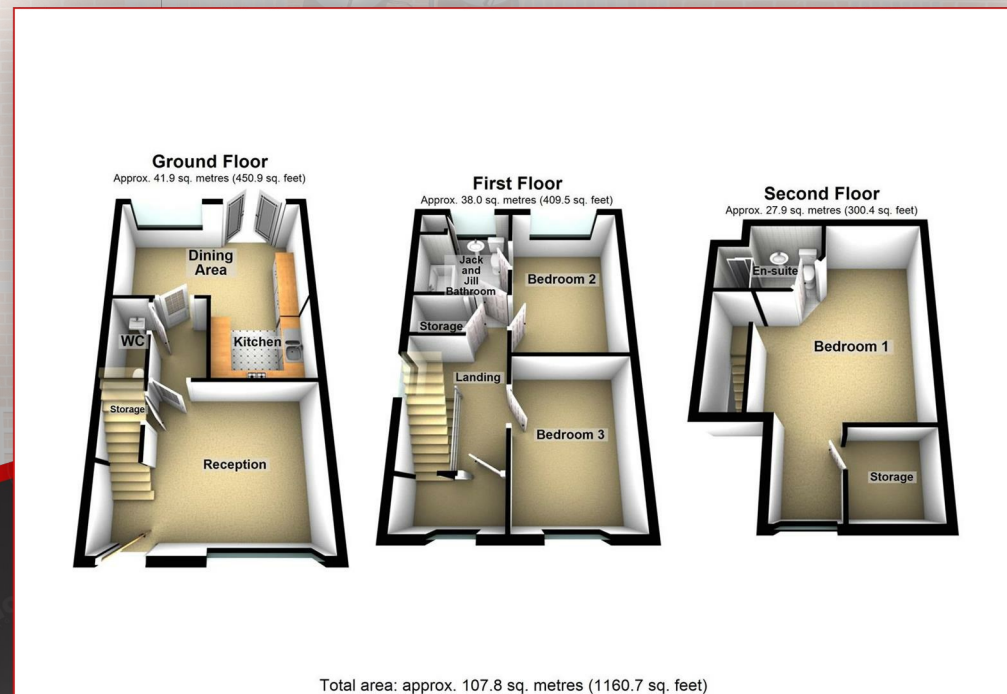 Ground Floor
Approx. 41.9 sq. metres (450.9 sq. feet)
Dining
Area
WC
Kitchen
Storage
Reception
First Floor
Approx. 38.0 sq. metres (409.5 sq. feet)
Jack
and
Jill
Bathroom
Bedroom 2
Storage
Landing
Bedroom 3
Second Floor
Approx. 27.9 sq. metres (300.4 sq. feet)
En-suite
Bedroom 1
Storage
Total area: approx. 107.8 sq. metres (1160.7 sq. feet)